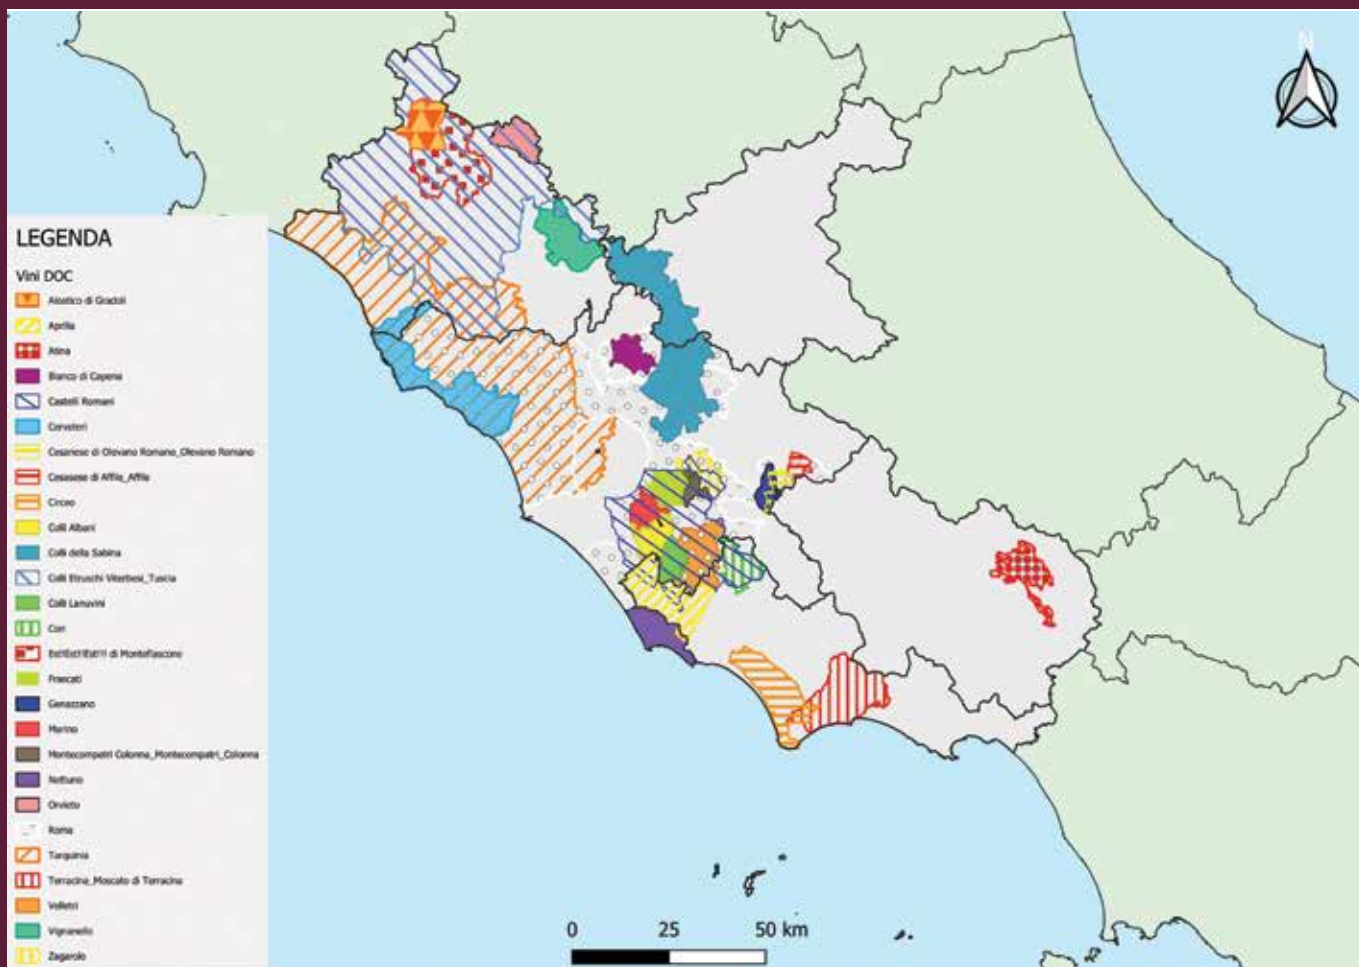 N
LEGENDA
Vini DOC
Aleatico di Gradoli
Aprilia
Atina
Bianco di Capena
Castelli Romani
Cerveteri
Cesanese di Olevano Romano_Olevano Romano
Cesanese di Affile_Affile
Circeo
Colli Albani
Colli della Sabina
Colli Etruschi Viterbesi_Tuscia
Colli Lanuvini
Cori
Est!Est!!Est!!! di Montefiascone
Frascati
Genazzano
Marino
Montecompatri Colonna_Montecompatri_Colonna
Nettuno
Orvieto
Roma
Tarquinia
Terracina_Moscato di Terracina
Velletri
Vignanello
Zagarolo
0 25 50 km